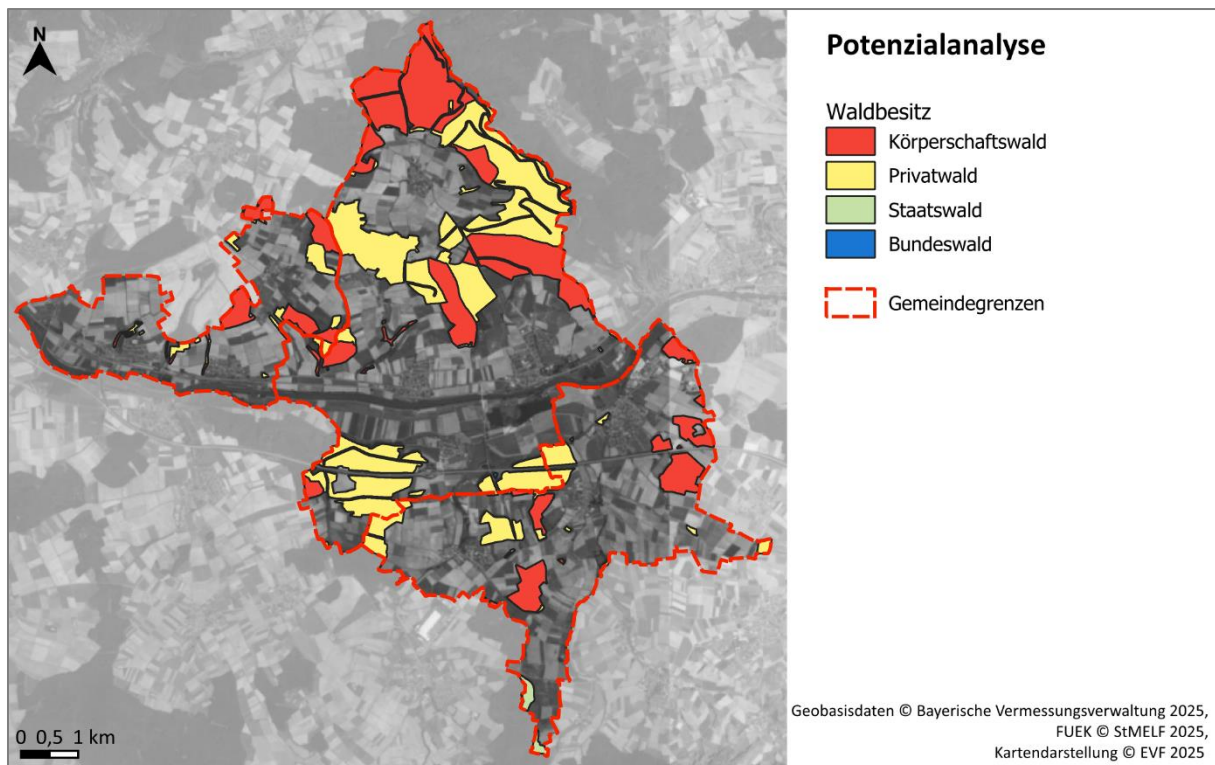 N
Potenzialanalyse
Waldbesitz
Körperschaftswald
Privatwald
Staatswald
Bundeswald
Gemeindegrenzen
0 0,5 1 km
Geobasisdaten © Bayerische Vermessungsverwaltung 2025,
FUEK © StMELF 2025,
Kartendarstellung © EVF 2025